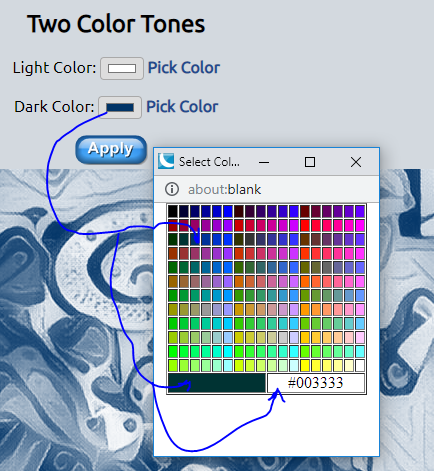 Two Color Tones
Light Color: Pick Color
Dark Color: Pick Color
Apply
Select Col...
about:blank
#003333